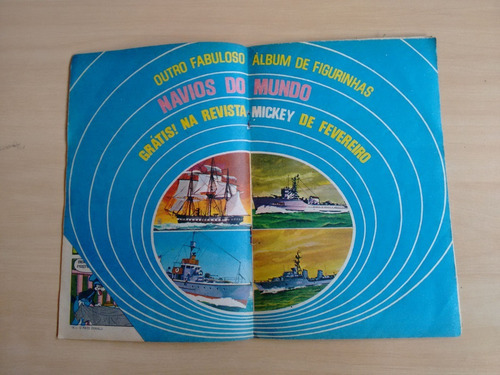 OUTRO FABULOSO ÁLBUM DE FIGURINHAS
NAVIOS DO MUNDO
GRÁTIS! NA REVISTA MICKEY DE FEVEREIRO